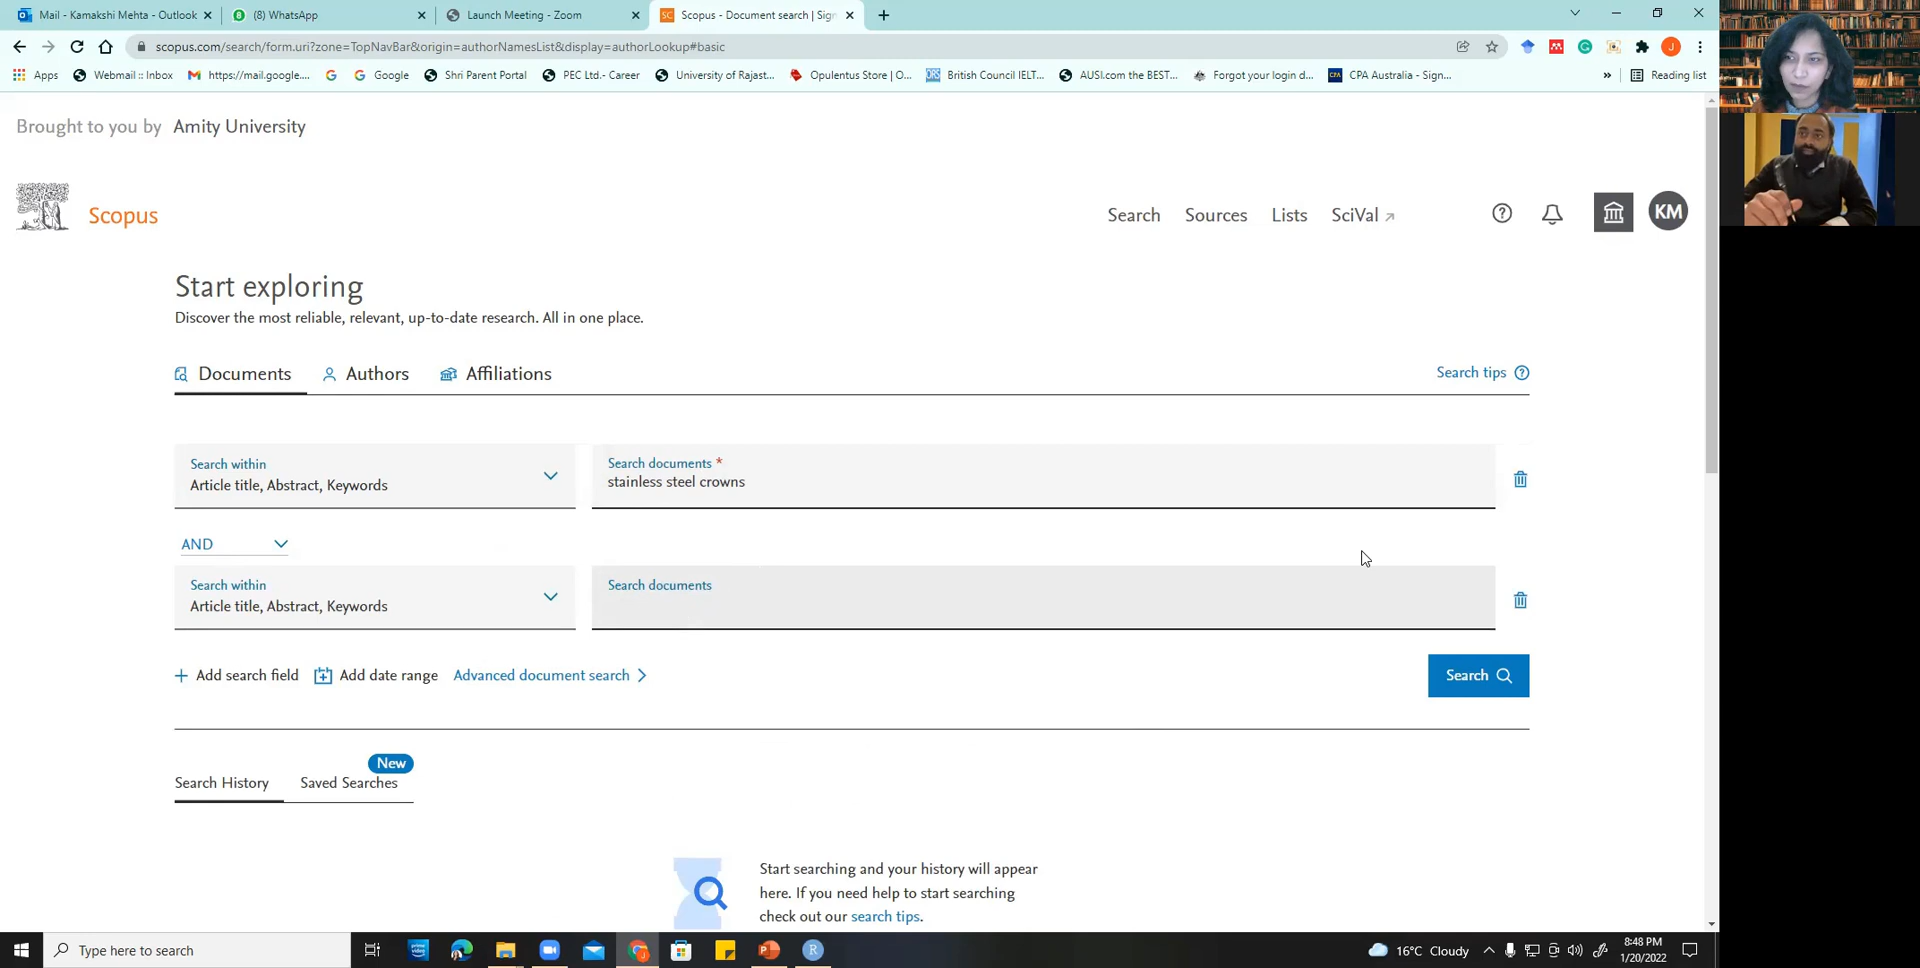 Mail - Kamakshi Mehta - Outlook
(8) WhatsApp
Launch Meeting - Zoom
Scopus - Document search | Sign
scopus.com/search/form.uri?zone=TopNavBar&origin=authorNamesList&display=authorLookup#basic
Apps
Webmail :: Inbox
https://mail.google....
Google
Shri Parent Portal
PEC Ltd.- Career
University of Rajast...
Opulentus Store | O...
British Council IELT...
AUSI.com the BEST...
Forgot your login d...
CPA Australia - Sign...
»
Reading list
Brought to you by Amity University
Scopus
Search
Sources
Lists
SciVal
KM
Start exploring
Discover the most reliable, relevant, up-to-date research. All in one place.
Documents
Authors
Affiliations
Search tips
Search within
Article title, Abstract, Keywords
Search documents *
stainless steel crowns
AND
Search within
Article title, Abstract, Keywords
Search documents
+ Add search field
Add date range
Advanced document search
Search
New
Search History
Saved Searches
Start searching and your history will appear
here. If you need help to start searching
check out our search tips.
Type here to search
16°C Cloudy
8:48 PM
1/20/2022